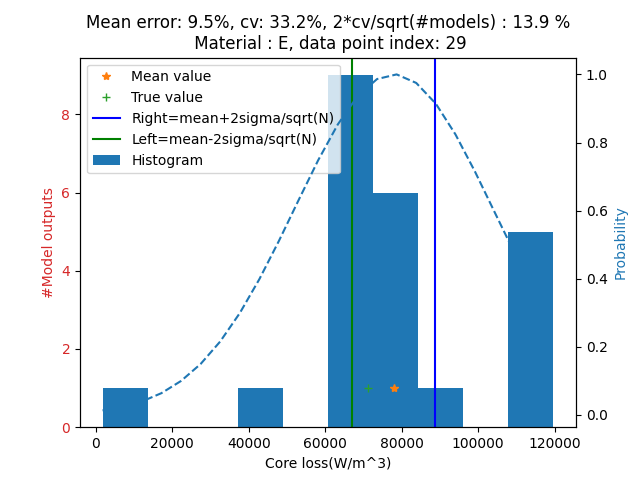 Mean error: 9.5%, cv: 33.2%, 2*cv/sqrt(#models) : 13.9 %
Material : E, data point index: 29
Mean value
True value
Right=mean+2sigma/sqrt(N)
Left=mean-2sigma/sqrt(N)
Histogram
#Model outputs
8
6
4
2
0
1.0
0.8
0.6
0.4
0.2
0.0
Probability
0 20000 40000 60000 80000 100000 120000
Core loss(W/m^3)